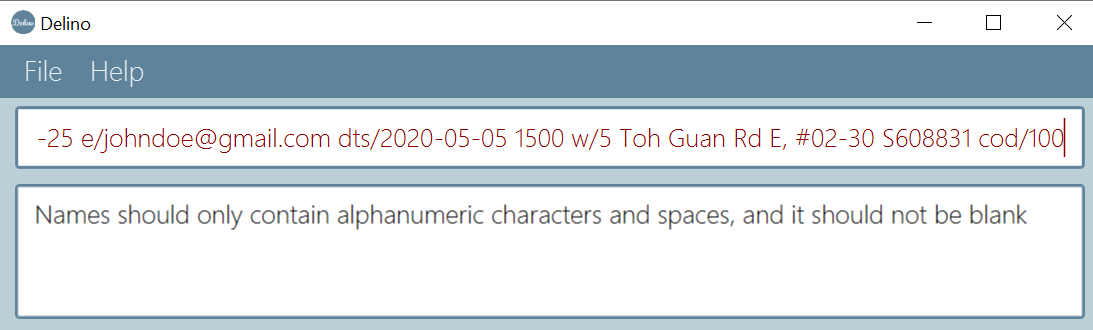 Delino Delino
File Help
-25 e/johndoe@gmail.com dts/2020-05-05 1500 w/5 Toh Guan Rd E, #02-30 S608831 cod/100
Names should only contain alphanumeric characters and spaces, and it should not be blank